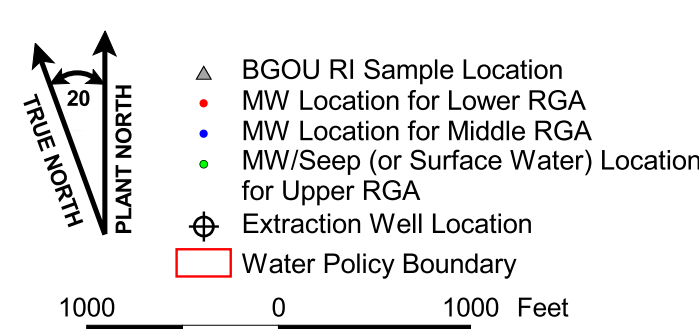 TRUE NORTH
20
PLANT NORTH
BGOU RI Sample Location
MW Location for Lower RGA
MW Location for Middle RGA
MW/Seep (or Surface Water) Location
for Upper RGA
Extraction Well Location
Water Policy Boundary
1000 0 1000 Feet